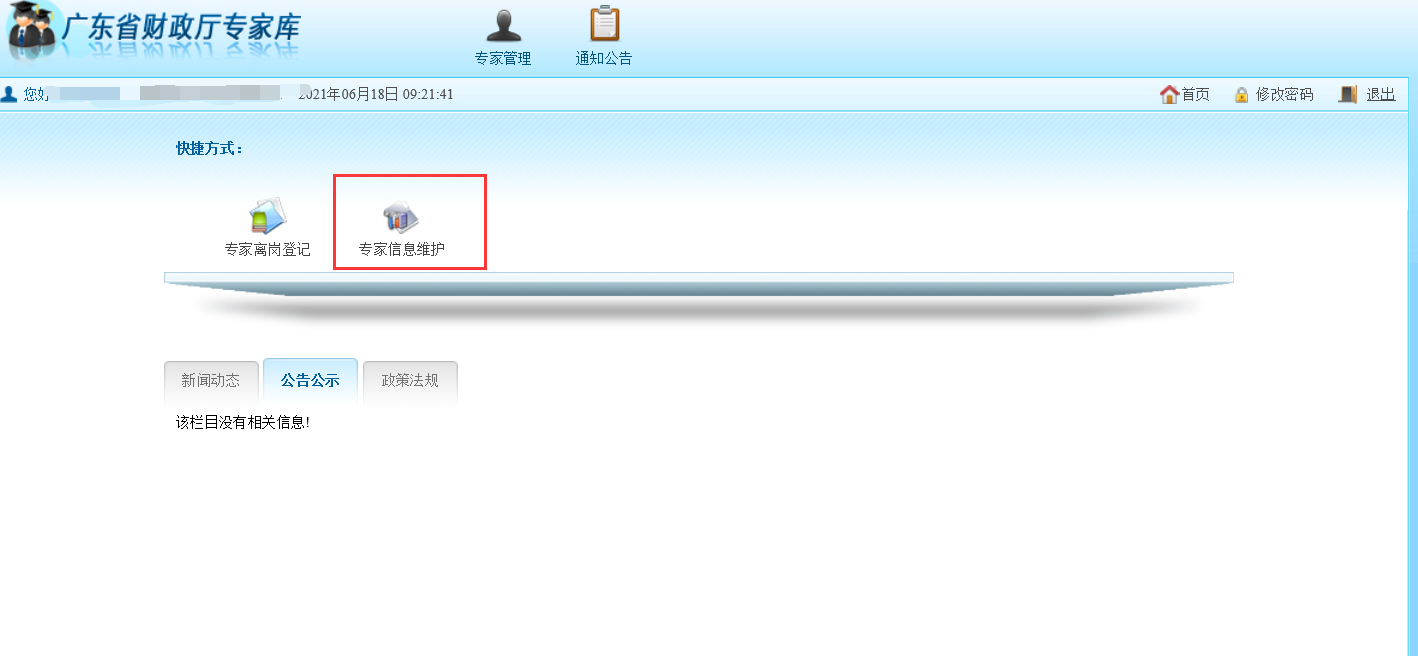 广东省财政厅专家库
专家管理
通知公告
您好
2021年06月18日 09:21:41
首页
修改密码
退出
快捷方式：
专家离岗登记
专家信息维护
新闻动态
公告公示
政策法规
该栏目没有相关信息!